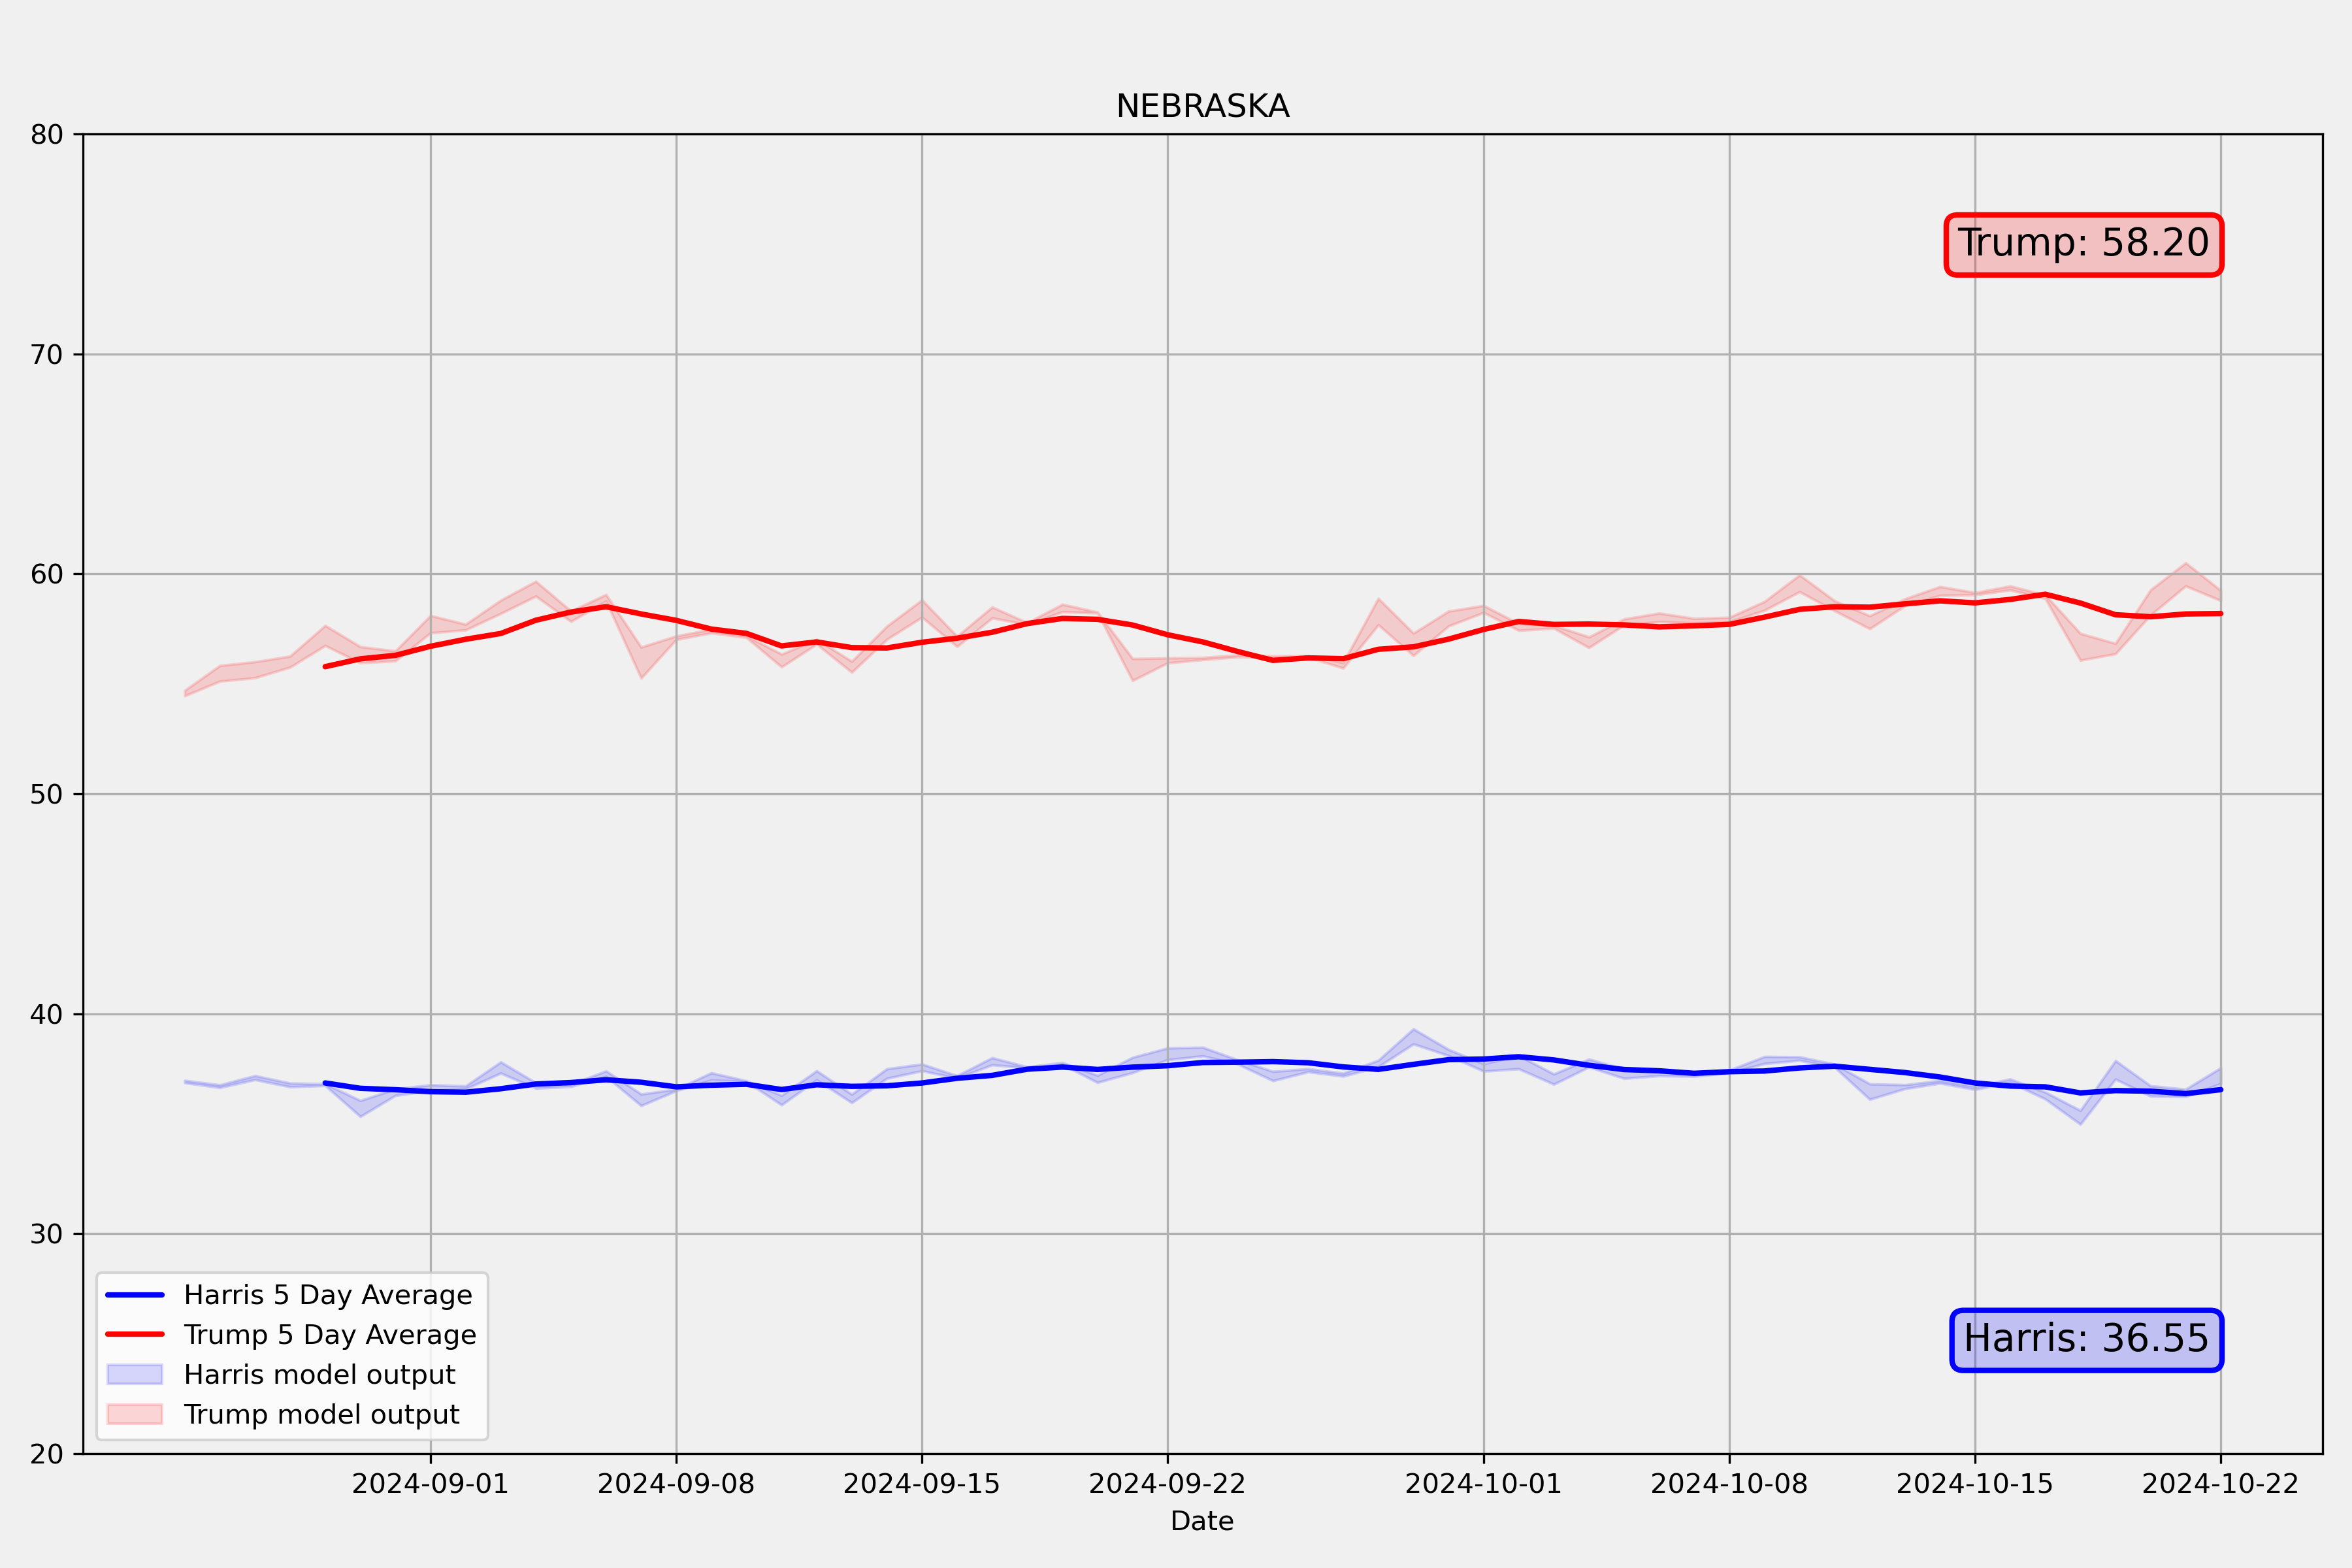 NEBRASKA
80
70
60
50
40
30
20
Trump: 58.20
Harris: 36.55
Harris 5 Day Average
Trump 5 Day Average
Harris model output
Trump model output
2024-09-01 2024-09-08 2024-09-15 2024-09-22 2024-10-01 2024-10-08 2024-10-15 2024-10-22
Date